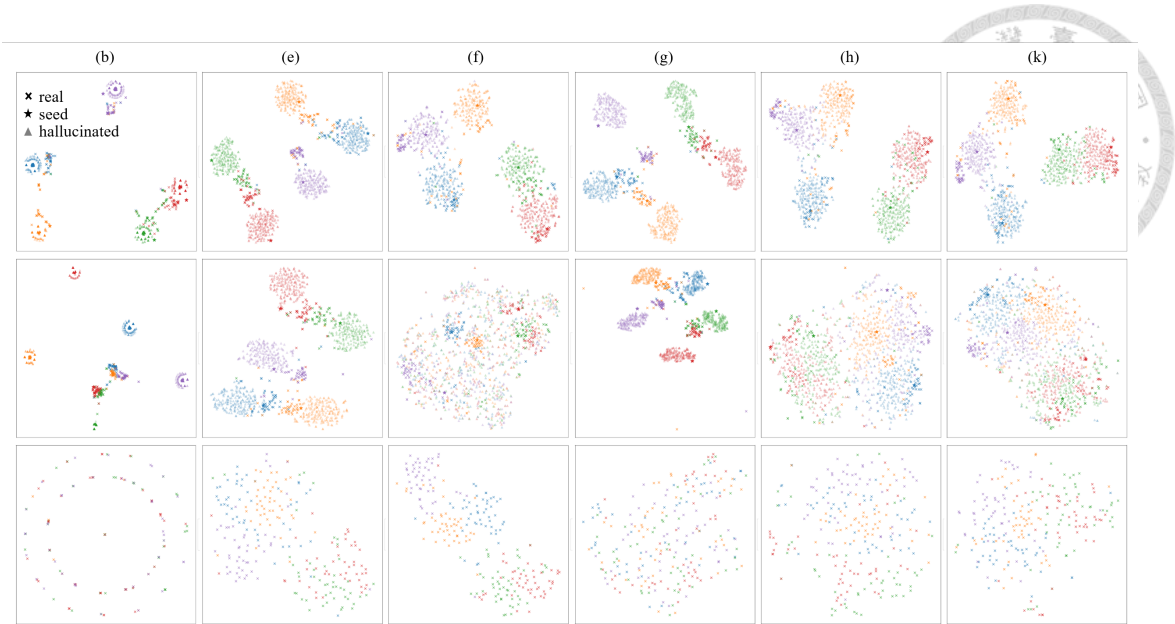 (b) (e) (f) (g) (h) (k)
real
seed
hallucinated